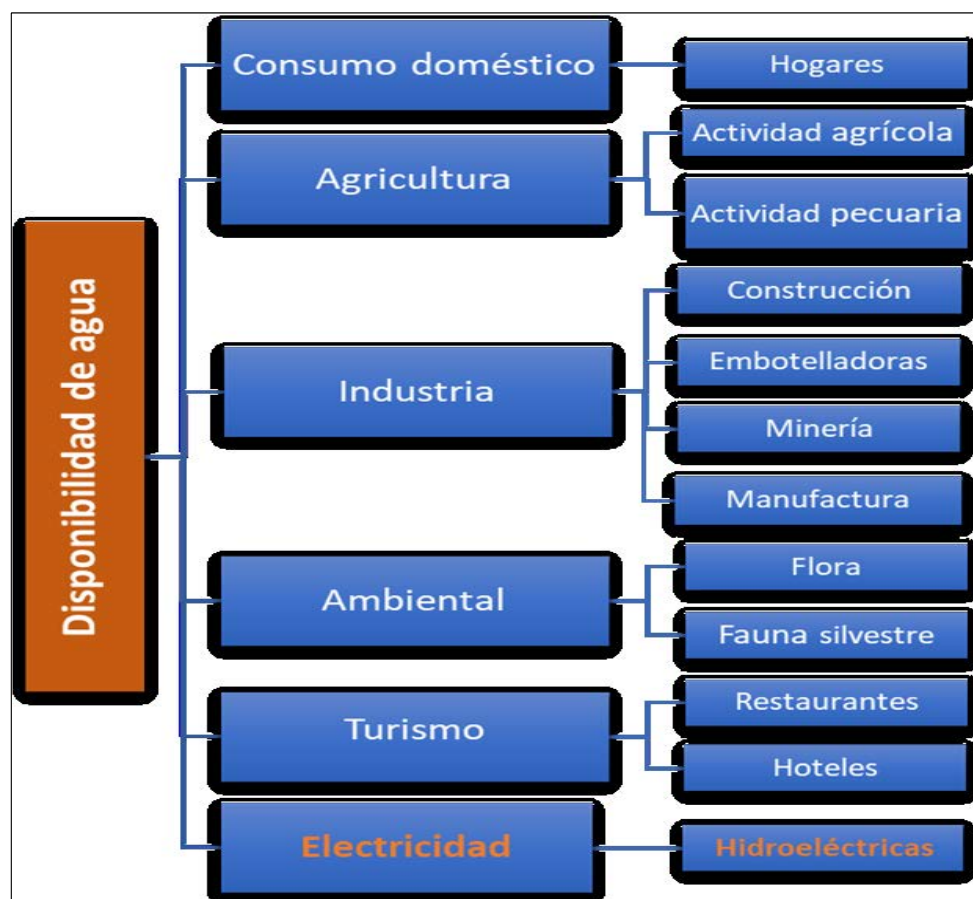 Disponibilidad de agua
Consumo doméstico
Hogares
Agricultura
Actividad agrícola
Actividad pecuaria
Industria
Construcción
Embotelladoras
Minería
Manufactura
Ambiental
Flora
Fauna silvestre
Turismo
Restaurantes
Hoteles
Electricidad
Hidroeléctricas